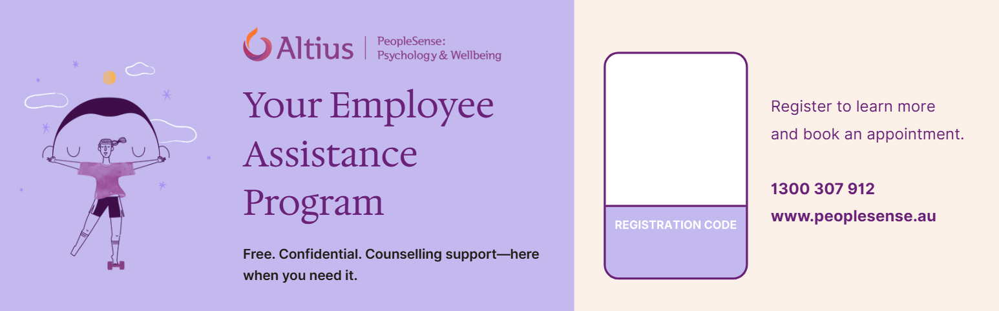 Altius
PeopleSense:
Psychology & Wellbeing
Your Employee
Assistance
Program
Free. Confidential. Counselling support—here
when you need it.
REGISTRATION CODE
Register to learn more
and book an appointment.
1300 307 912
www.peoplesense.au